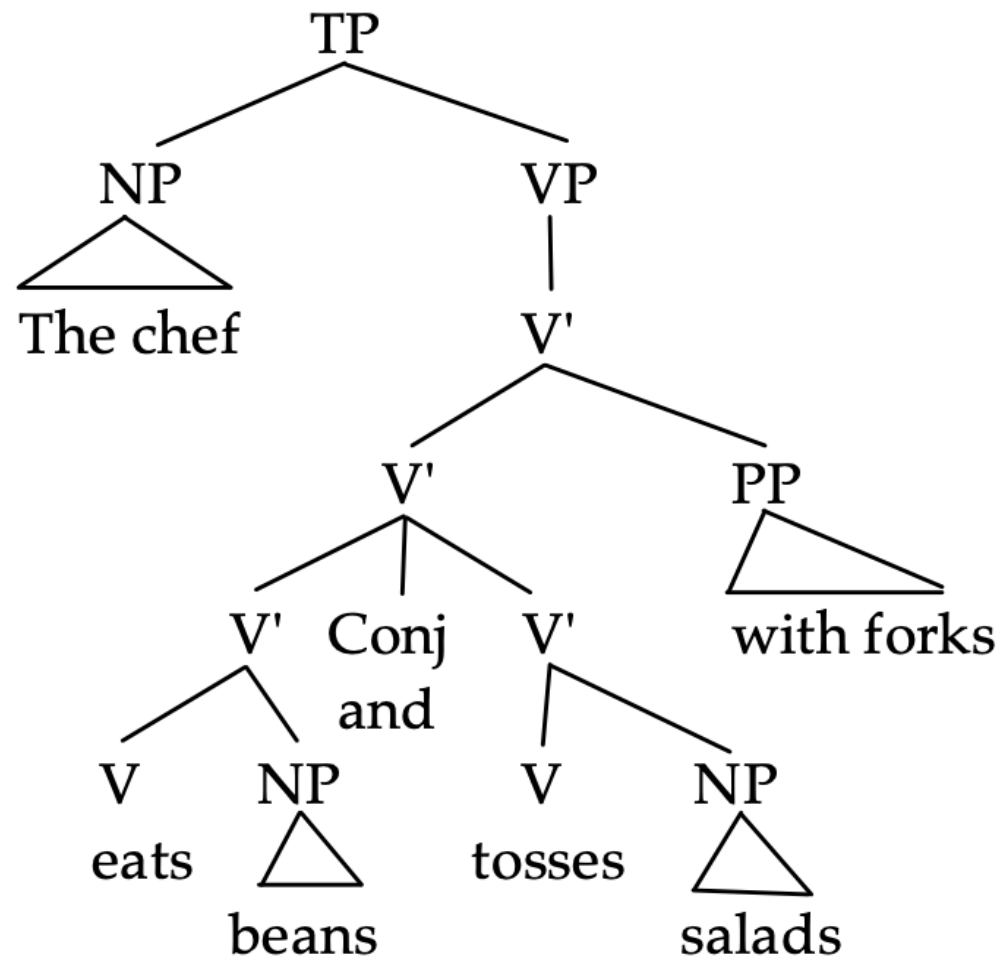 TP
NP VP
The chef V'
V' PP
V' Conj V' with forks
and
V NP V NP
eats tosses
beans salads